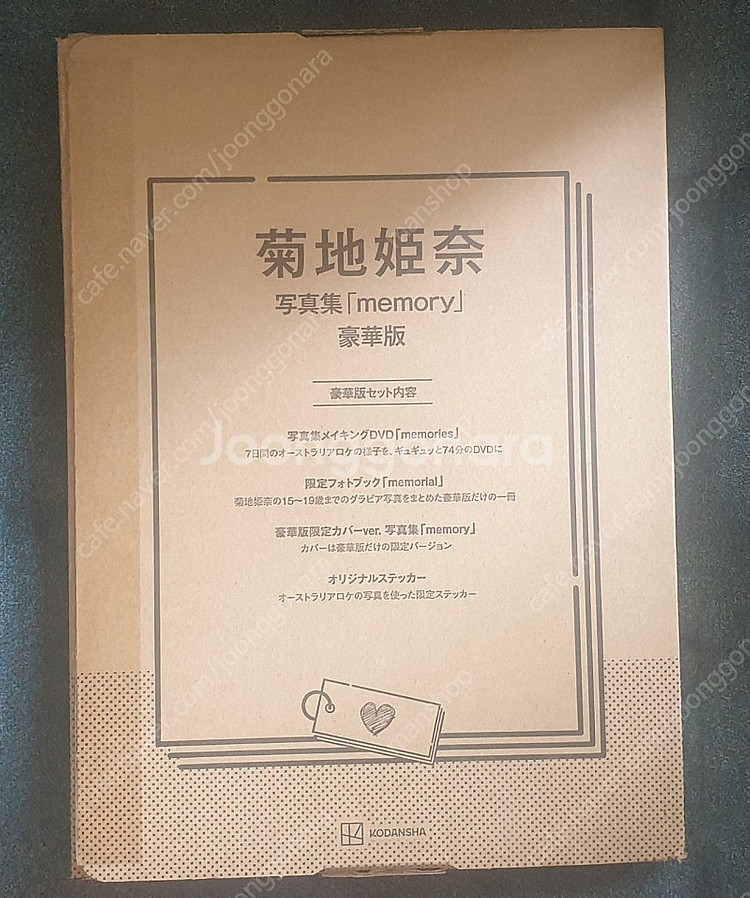 菊地姫奈
写真集「memory」
豪華版
豪華版セット内容
写真集メイキングDVD「memories」
7日間のオーストラリアロケの様子を、ギュギュッと74分のDVDに
限定フォトブック「memorial」
菊地姫奈の15〜19歳までのグラビア写真をまとめた豪華版だけの一冊
豪華版限定カバーver. 写真集「memory」
カバーは豪華版だけの限定バージョン
オリジナルステッカー
オーストラリアロケの写真を使った限定ステッカー
KODANSHA
Joonggonara
cafe.naver.com/joonggonara